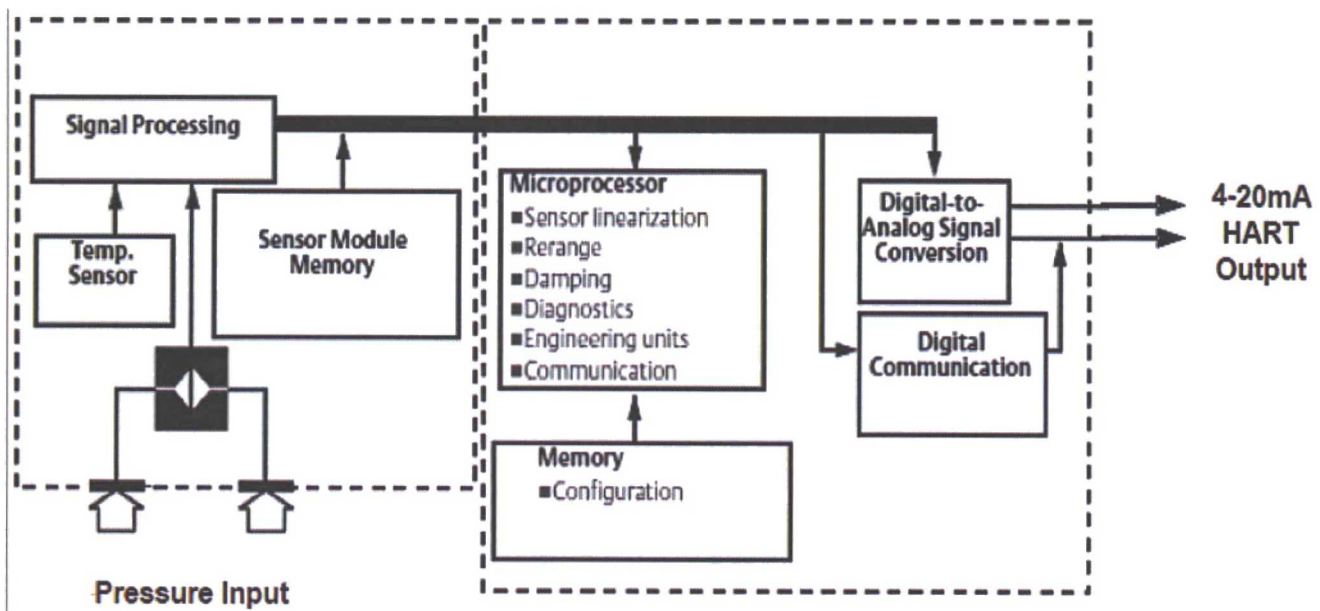 Signal Processing
Temp.
Sensor
Sensor Module
Memory
Pressure Input
Microprocessor
■Sensor linearization
■Rerange
■Damping
■Diagnostics
■Engineering units
■Communication
Memory
■Configuration
Digital-to-
Analog Signal
Conversion
Digital
Communication
4-20mA
HART
Output